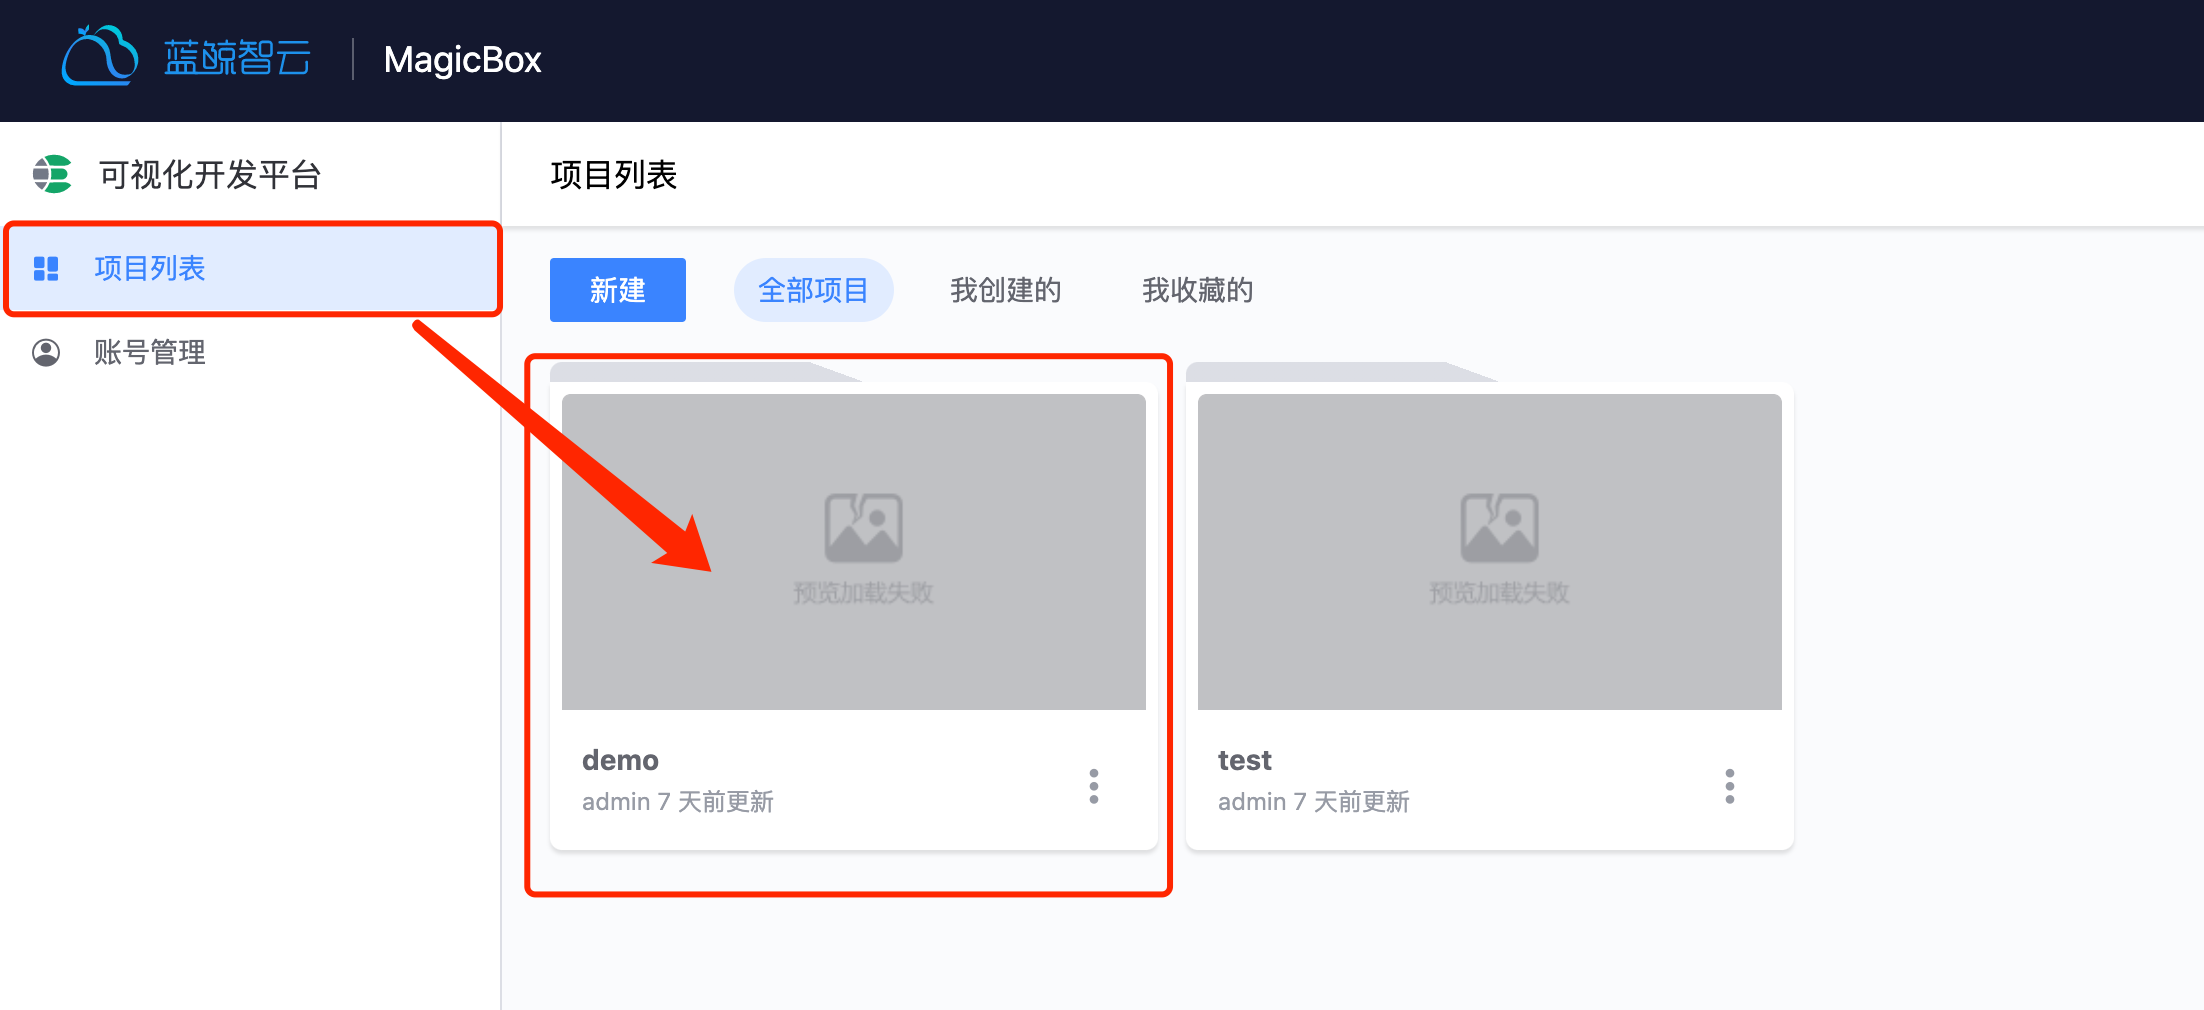 蓝鲸智云 MagicBox
可视化开发平台
项目列表
账号管理
项目列表
新建 全部项目 我创建的 我收藏的
预览加载失败
demo
admin 7 天前更新
预览加载失败
test
admin 7 天前更新